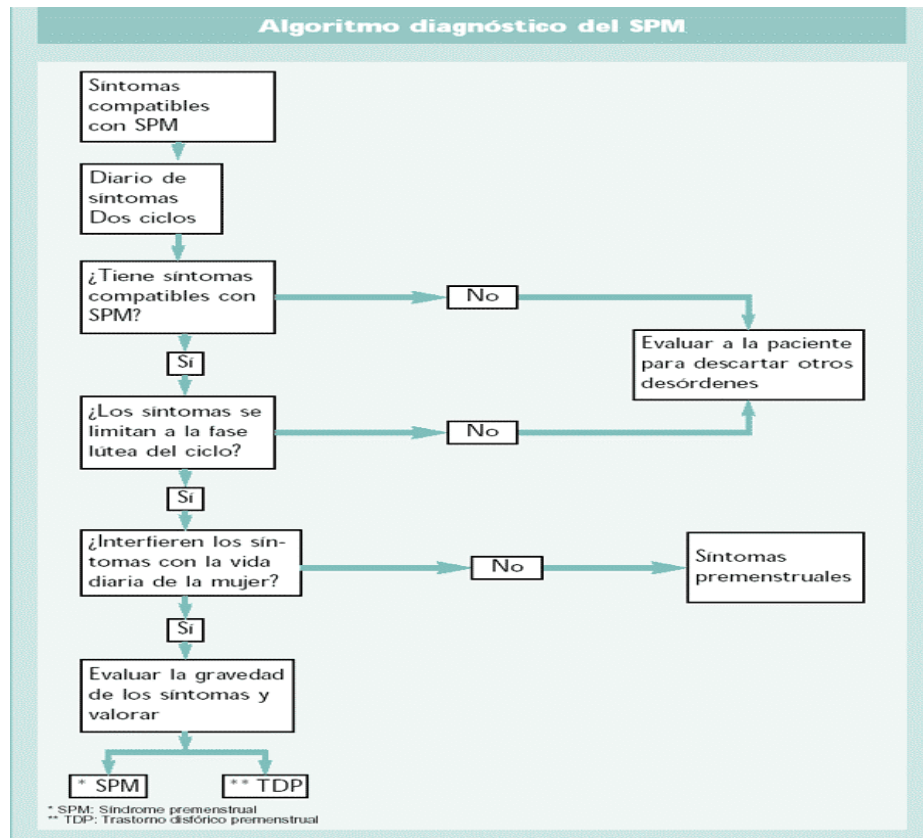 Algoritmo diagnóstico del SPM
Síntomas
compatibles
con SPM
Diario de
síntomas
Dos ciclos
¿Tiene síntomas
compatibles con
SPM?
No
Evaluar a la paciente
para descartar otros
desórdenes
Sí
¿Los síntomas se
limitan a la fase
lútea del ciclo?
No
Sí
¿Interfieren los sín-
tomas con la vida
diaria de la mujer?
No
Síntomas
premenstruales
Sí
Evaluar la gravedad
de los síntomas y
valorar
* SPM
** TDP
* SPM: Síndrome premenstrual
** TDP: Trastorno disfórico premenstrual